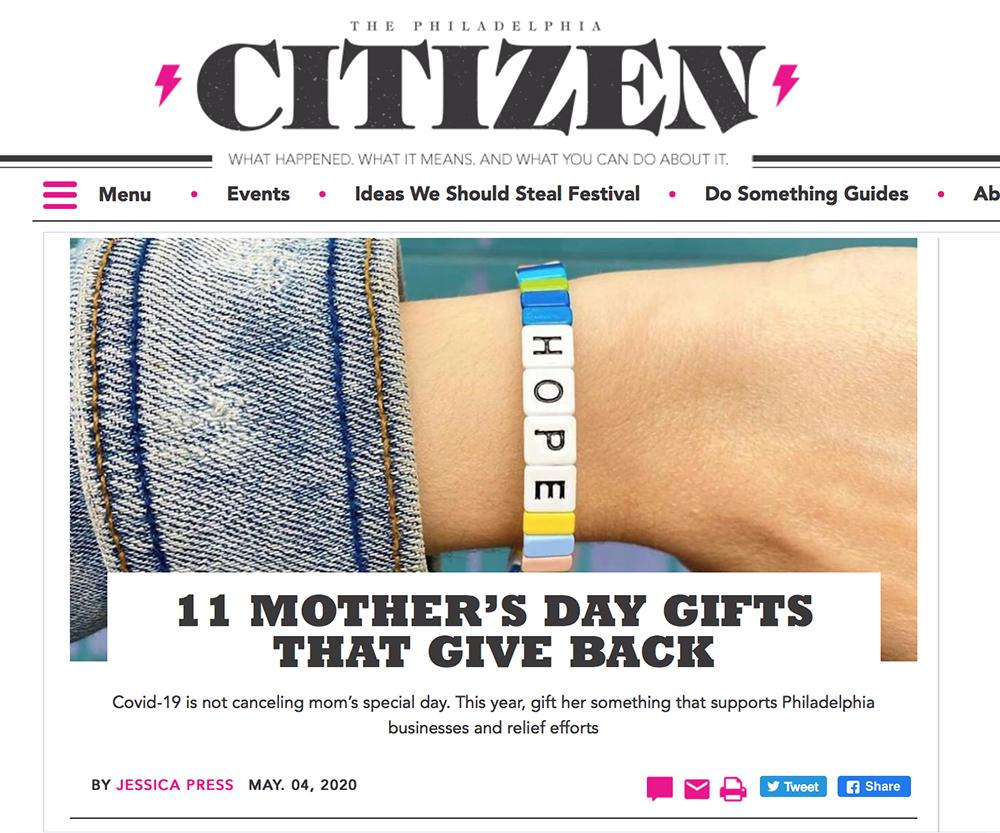 THE PHILADELPHIA
CITIZEN
WHAT HAPPENED. WHAT IT MEANS. AND WHAT YOU CAN DO ABOUT IT.
Menu • Events • Ideas We Should Steal Festival • Do Something Guides • Ab
HOPE
11 MOTHER’S DAY GIFTS
THAT GIVE BACK
Covid-19 is not canceling mom’s special day. This year, gift her something that supports Philadelphia
businesses and relief efforts
BY JESSICA PRESS MAY. 04, 2020
Tweet Share